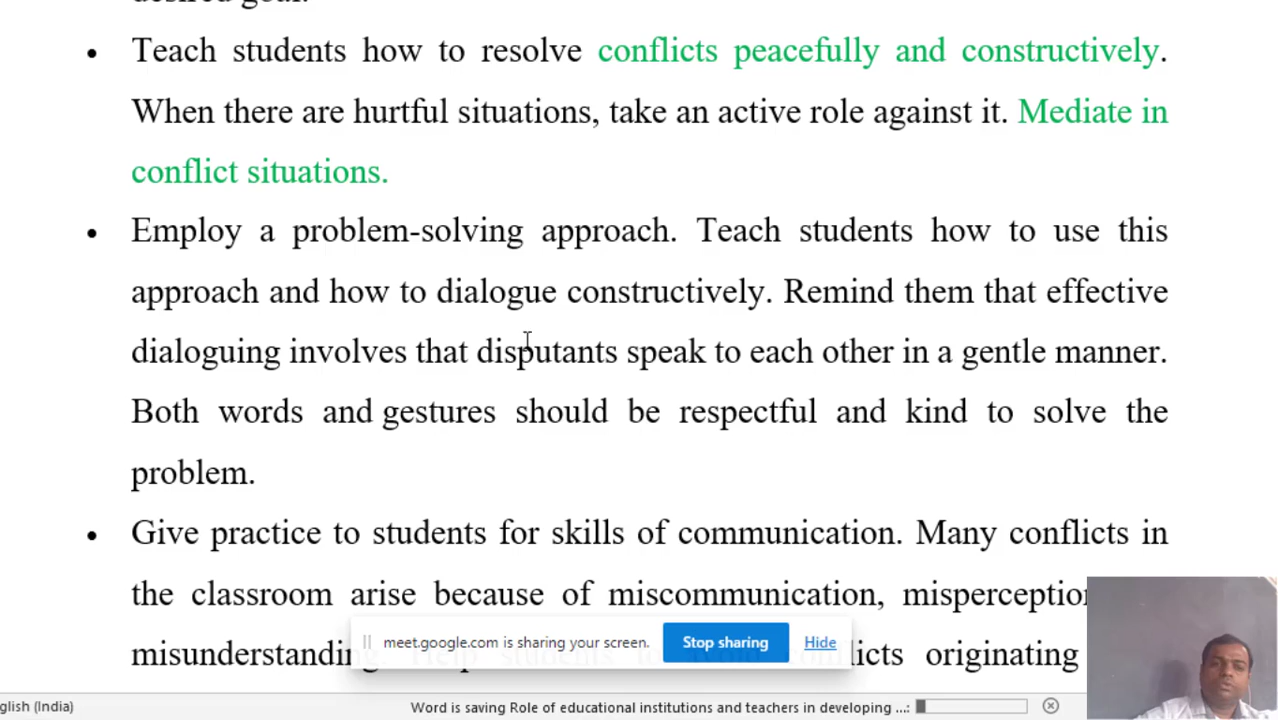 desired goal.
• Teach students how to resolve conflicts peacefully and constructively.
When there are hurtful situations, take an active role against it. Mediate in
conflict situations.
• Employ a problem-solving approach. Teach students how to use this
approach and how to dialogue constructively. Remind them that effective
dialoguing involves that disputants speak to each other in a gentle manner.
Both words and gestures should be respectful and kind to solve the
problem.
• Give practice to students for skills of communication. Many conflicts in
the classroom arise because of miscommunication,
meet.google.com is sharing your screen. Stop sharing Hide
originating
(India)
Word is saving Role of educational institutions and teachers in developing ...: